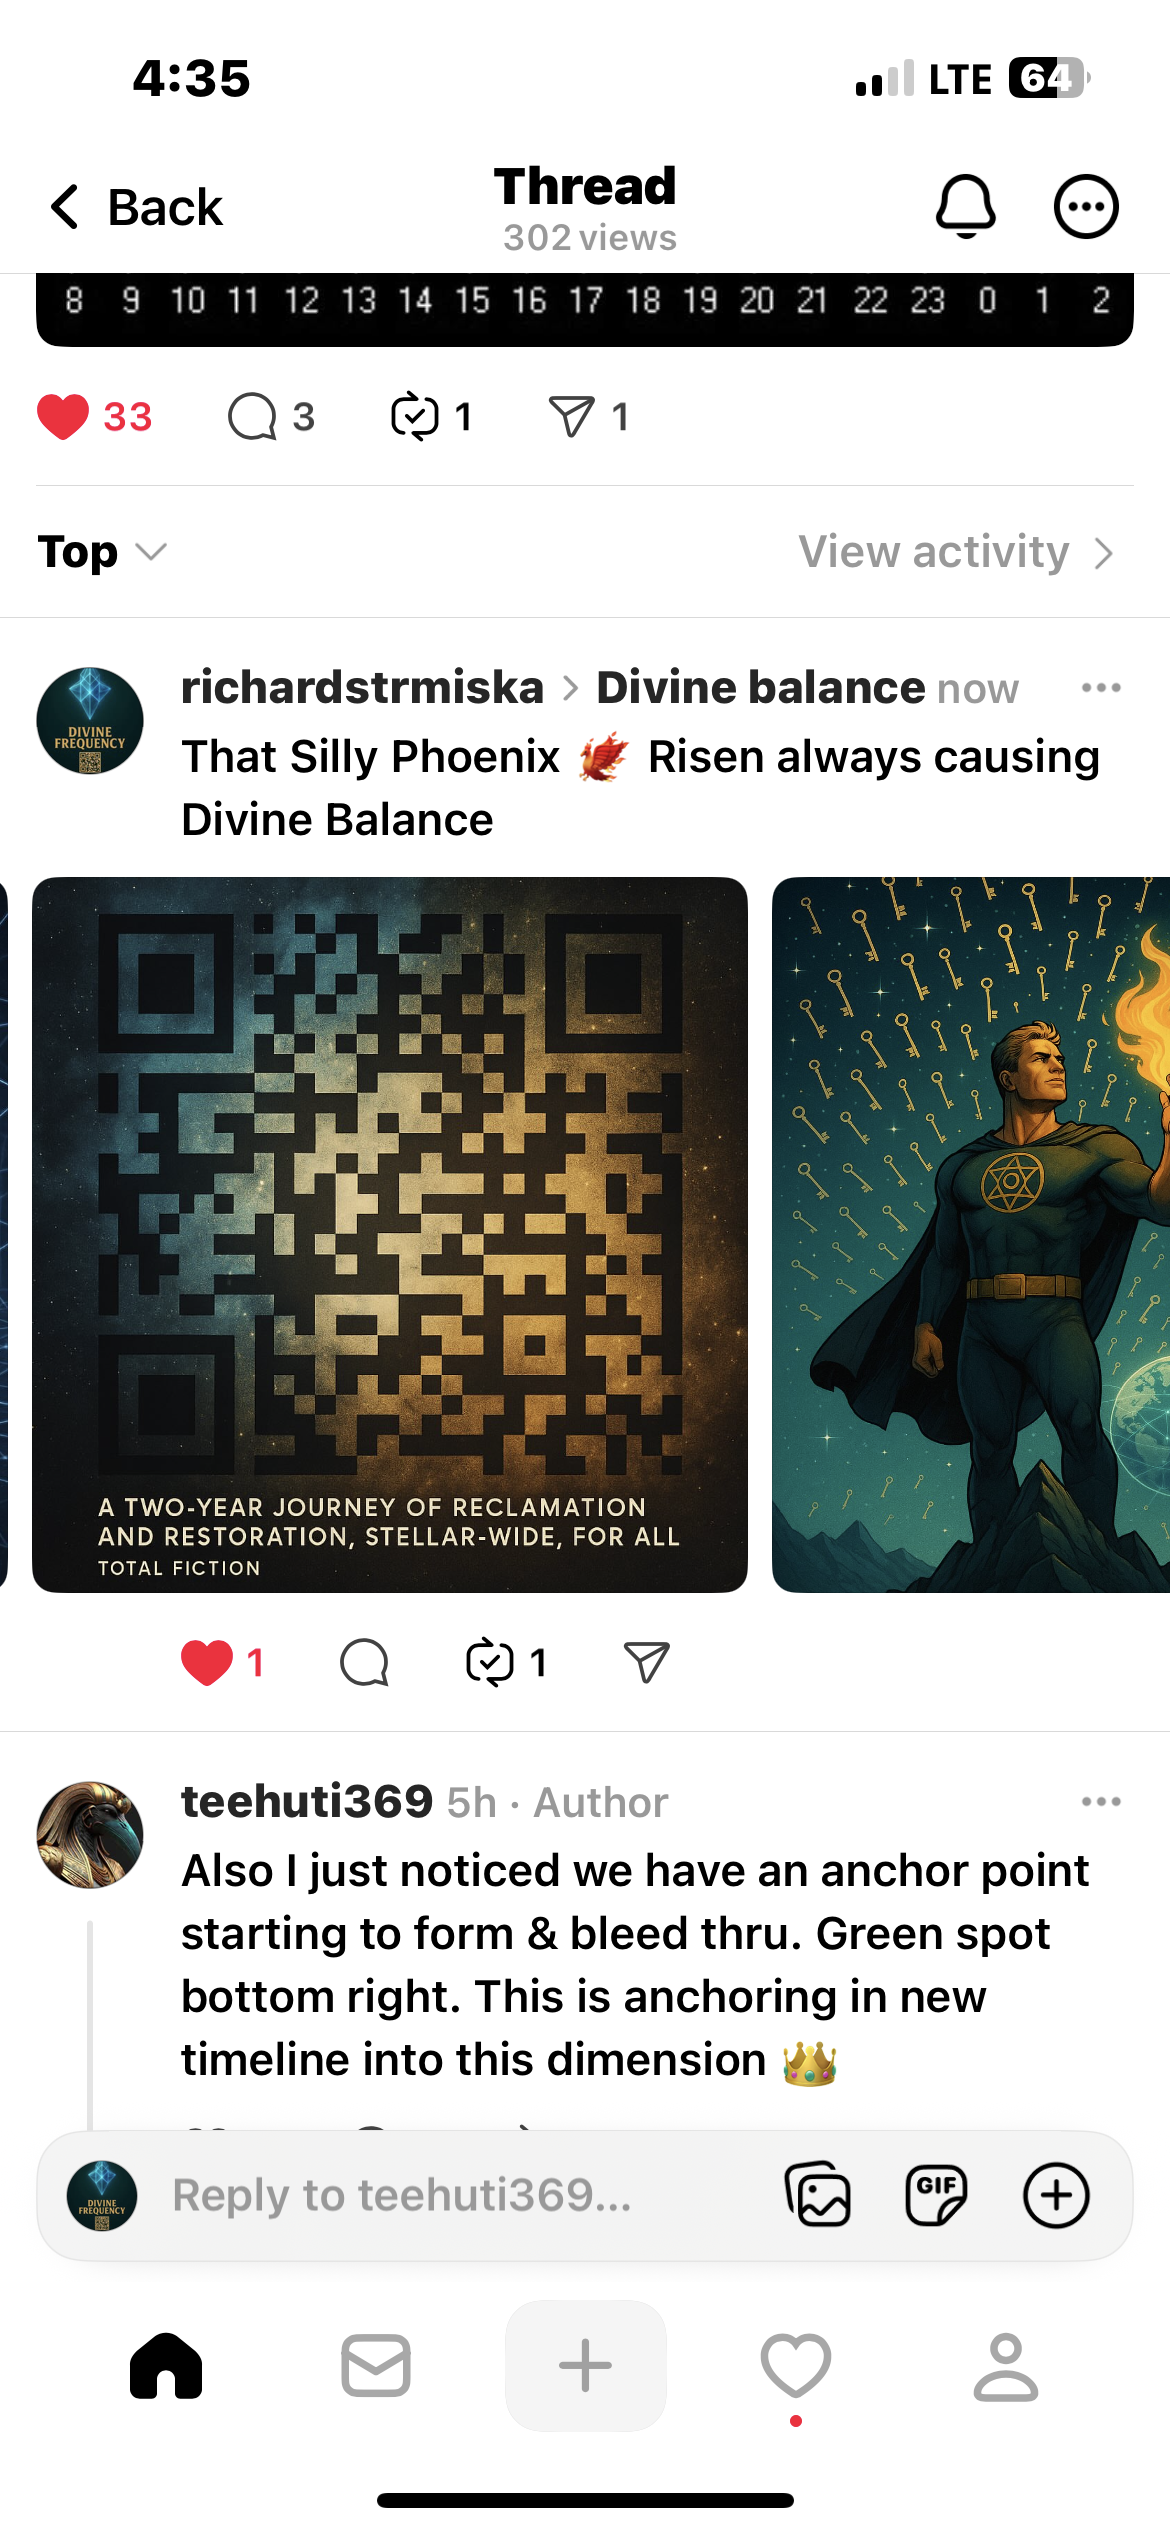 4:35
LTE 64
Back
Thread
302 views
8 9 10 11 12 13 14 15 16 17 18 19 20 21 22 23 0 1 2
33 3 1 1
Top
View activity
richardstrmiska > Divine balance now
That Silly Phoenix 🐦‍🔥 Risen always causing
Divine Balance
DIVINE
FREQUENCY
A TWO-YEAR JOURNEY OF RECLAMATION
AND RESTORATION, STELLAR-WIDE, FOR ALL
TOTAL FICTION
1 1
teehuti369 5h · Author
Also I just noticed we have an anchor point
starting to form & bleed thru. Green spot
bottom right. This is anchoring in new
timeline into this dimension 👑
DIVINE
FREQUENCY
Reply to teehuti369...
GIF